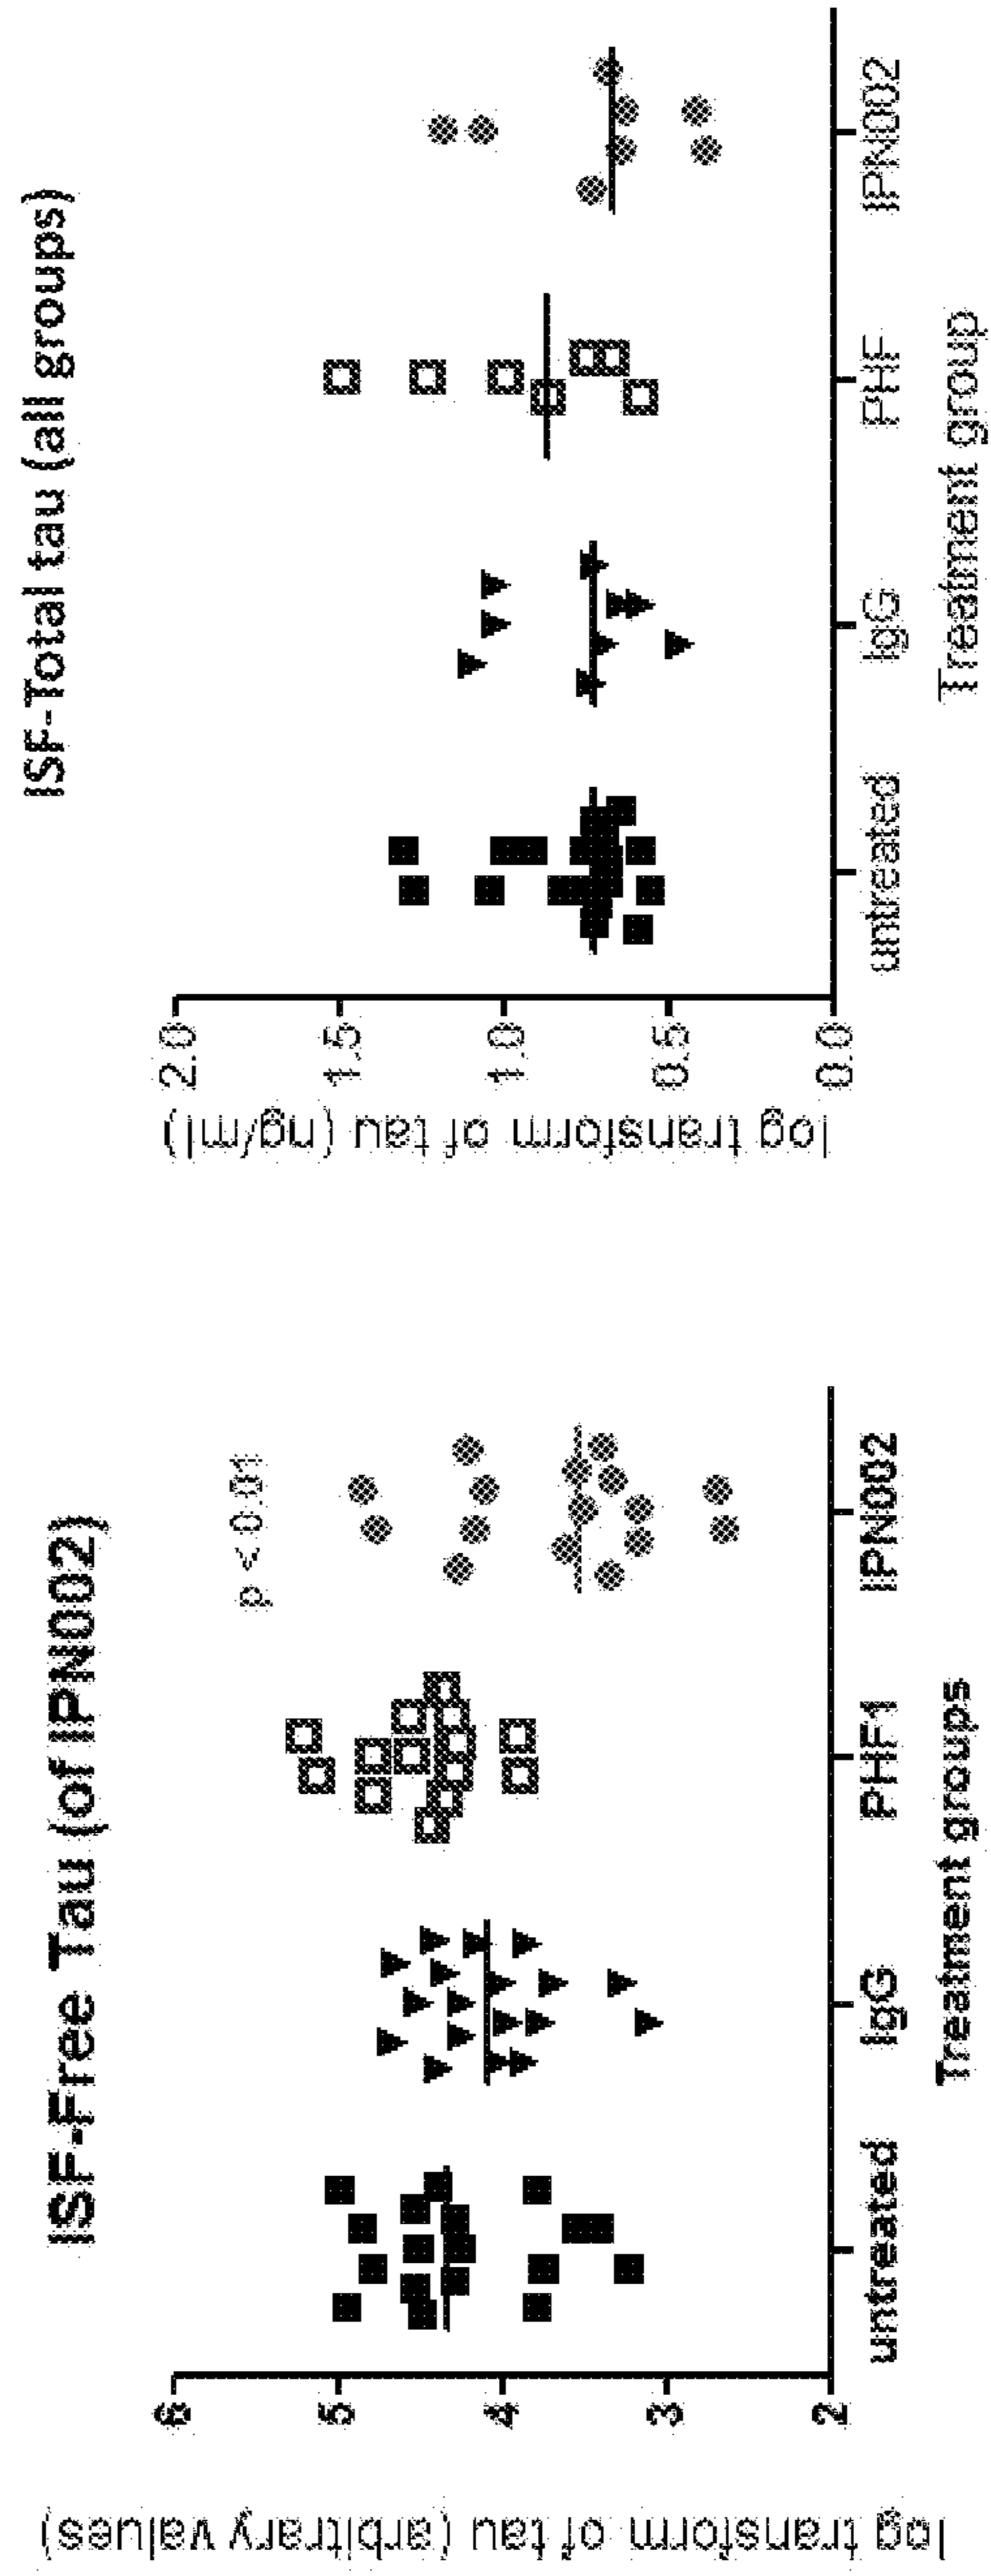 ISF-Free Tau (of IPN002)
log transform of tau (arbitrary values)
6
5
4
3
2
p < 0.01
untreated IgG PHF1 IPN002
Treatment groups
ISF-Total tau (all groups)
log transform of tau (ng/ml)
2.0
1.5
1.0
0.5
0.0
untreated IgG PHF IPN002
Treatment group